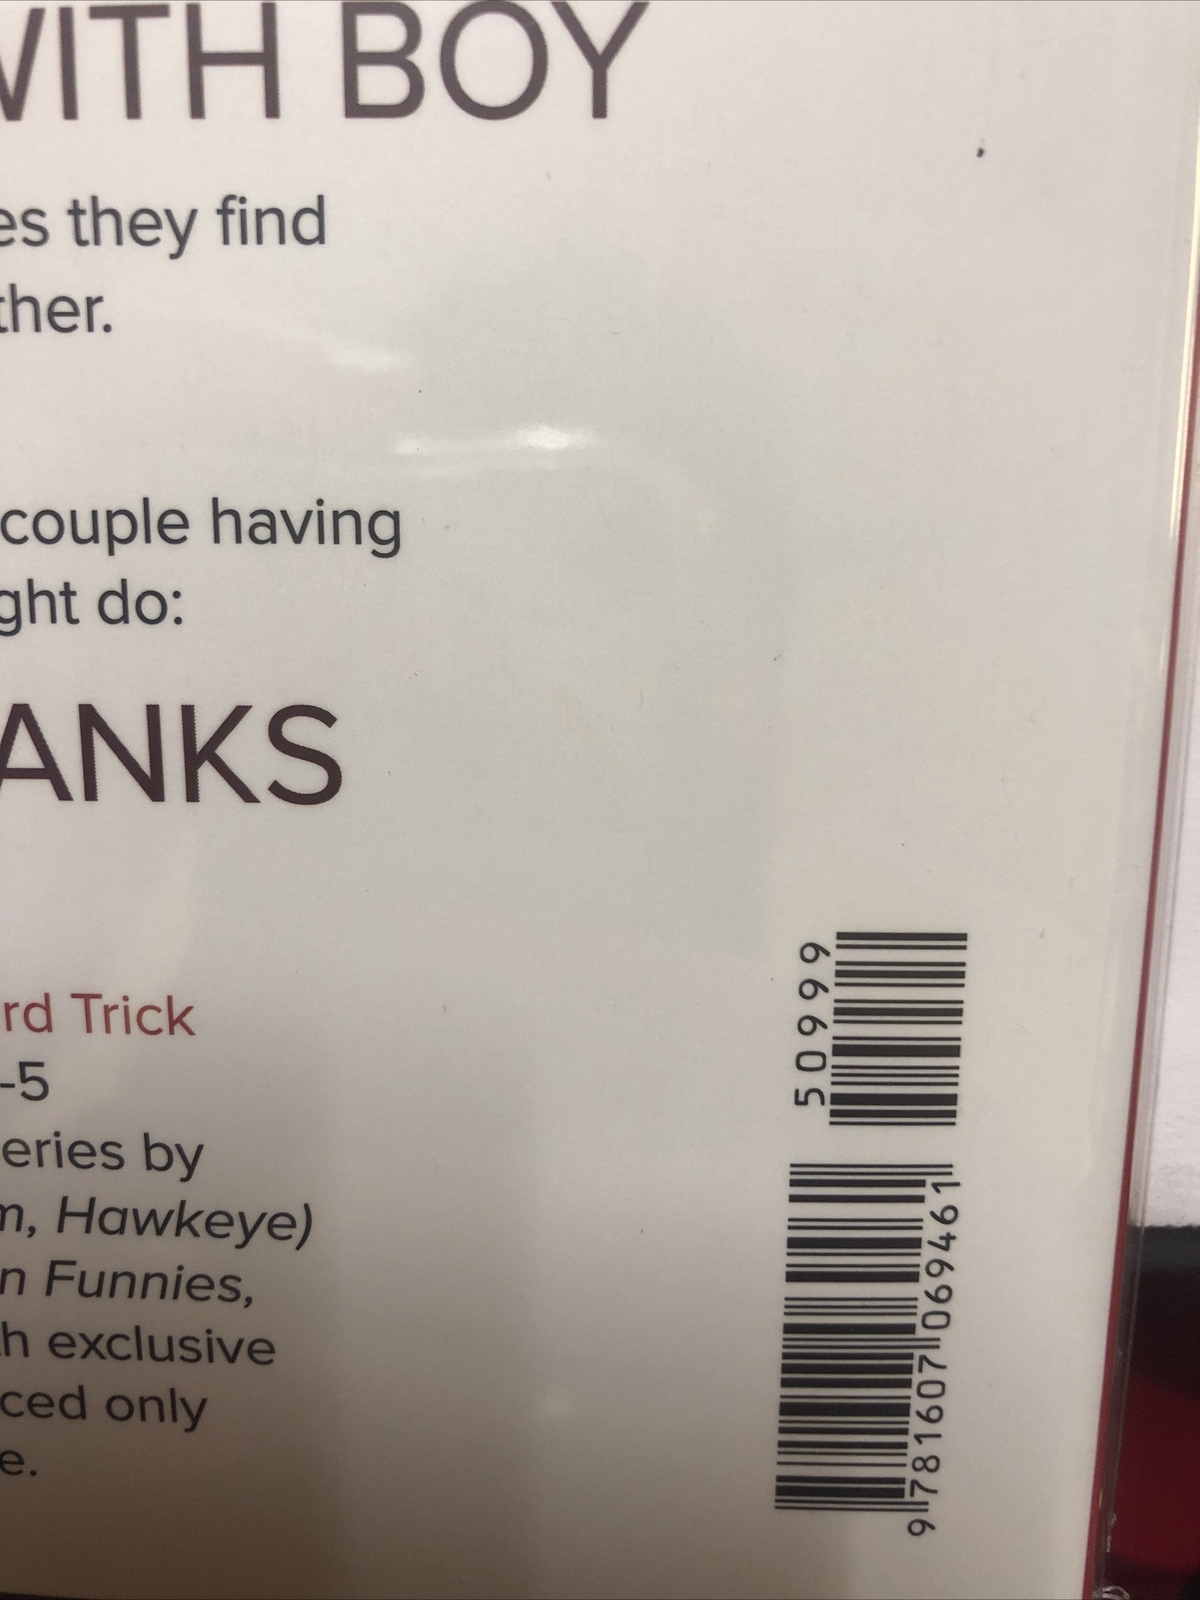 WITH BOY
es they find
ther.
couple having
ght do:
ANKS
rd Trick
-5
eries by
m, Hawkeye)
n Funnies,
h exclusive
ced only
e.
50999
9 781607 069461